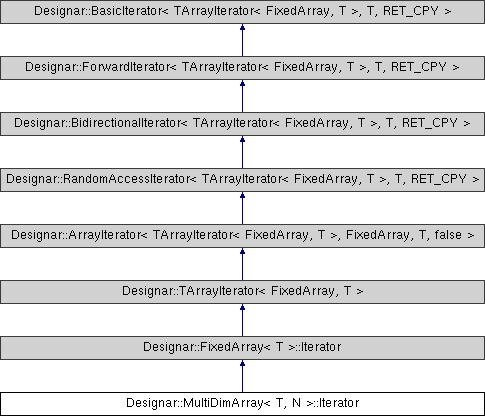 Designar::BasicIterator< TArrayIterator< FixedArray, T >, T, RET_CPY >
Designar::ForwardIterator< TArrayIterator< FixedArray, T >, T, RET_CPY >
Designar::BidirectionalIterator< TArrayIterator< FixedArray, T >, T, RET_CPY >
Designar::RandomAccessIterator< TArrayIterator< FixedArray, T >, T, RET_CPY >
Designar::ArrayIterator< TArrayIterator< FixedArray, T >, FixedArray, T, false >
Designar::TArrayIterator< FixedArray, T >
Designar::FixedArray< T >::Iterator
Designar::MultiDimArray< T, N >::Iterator